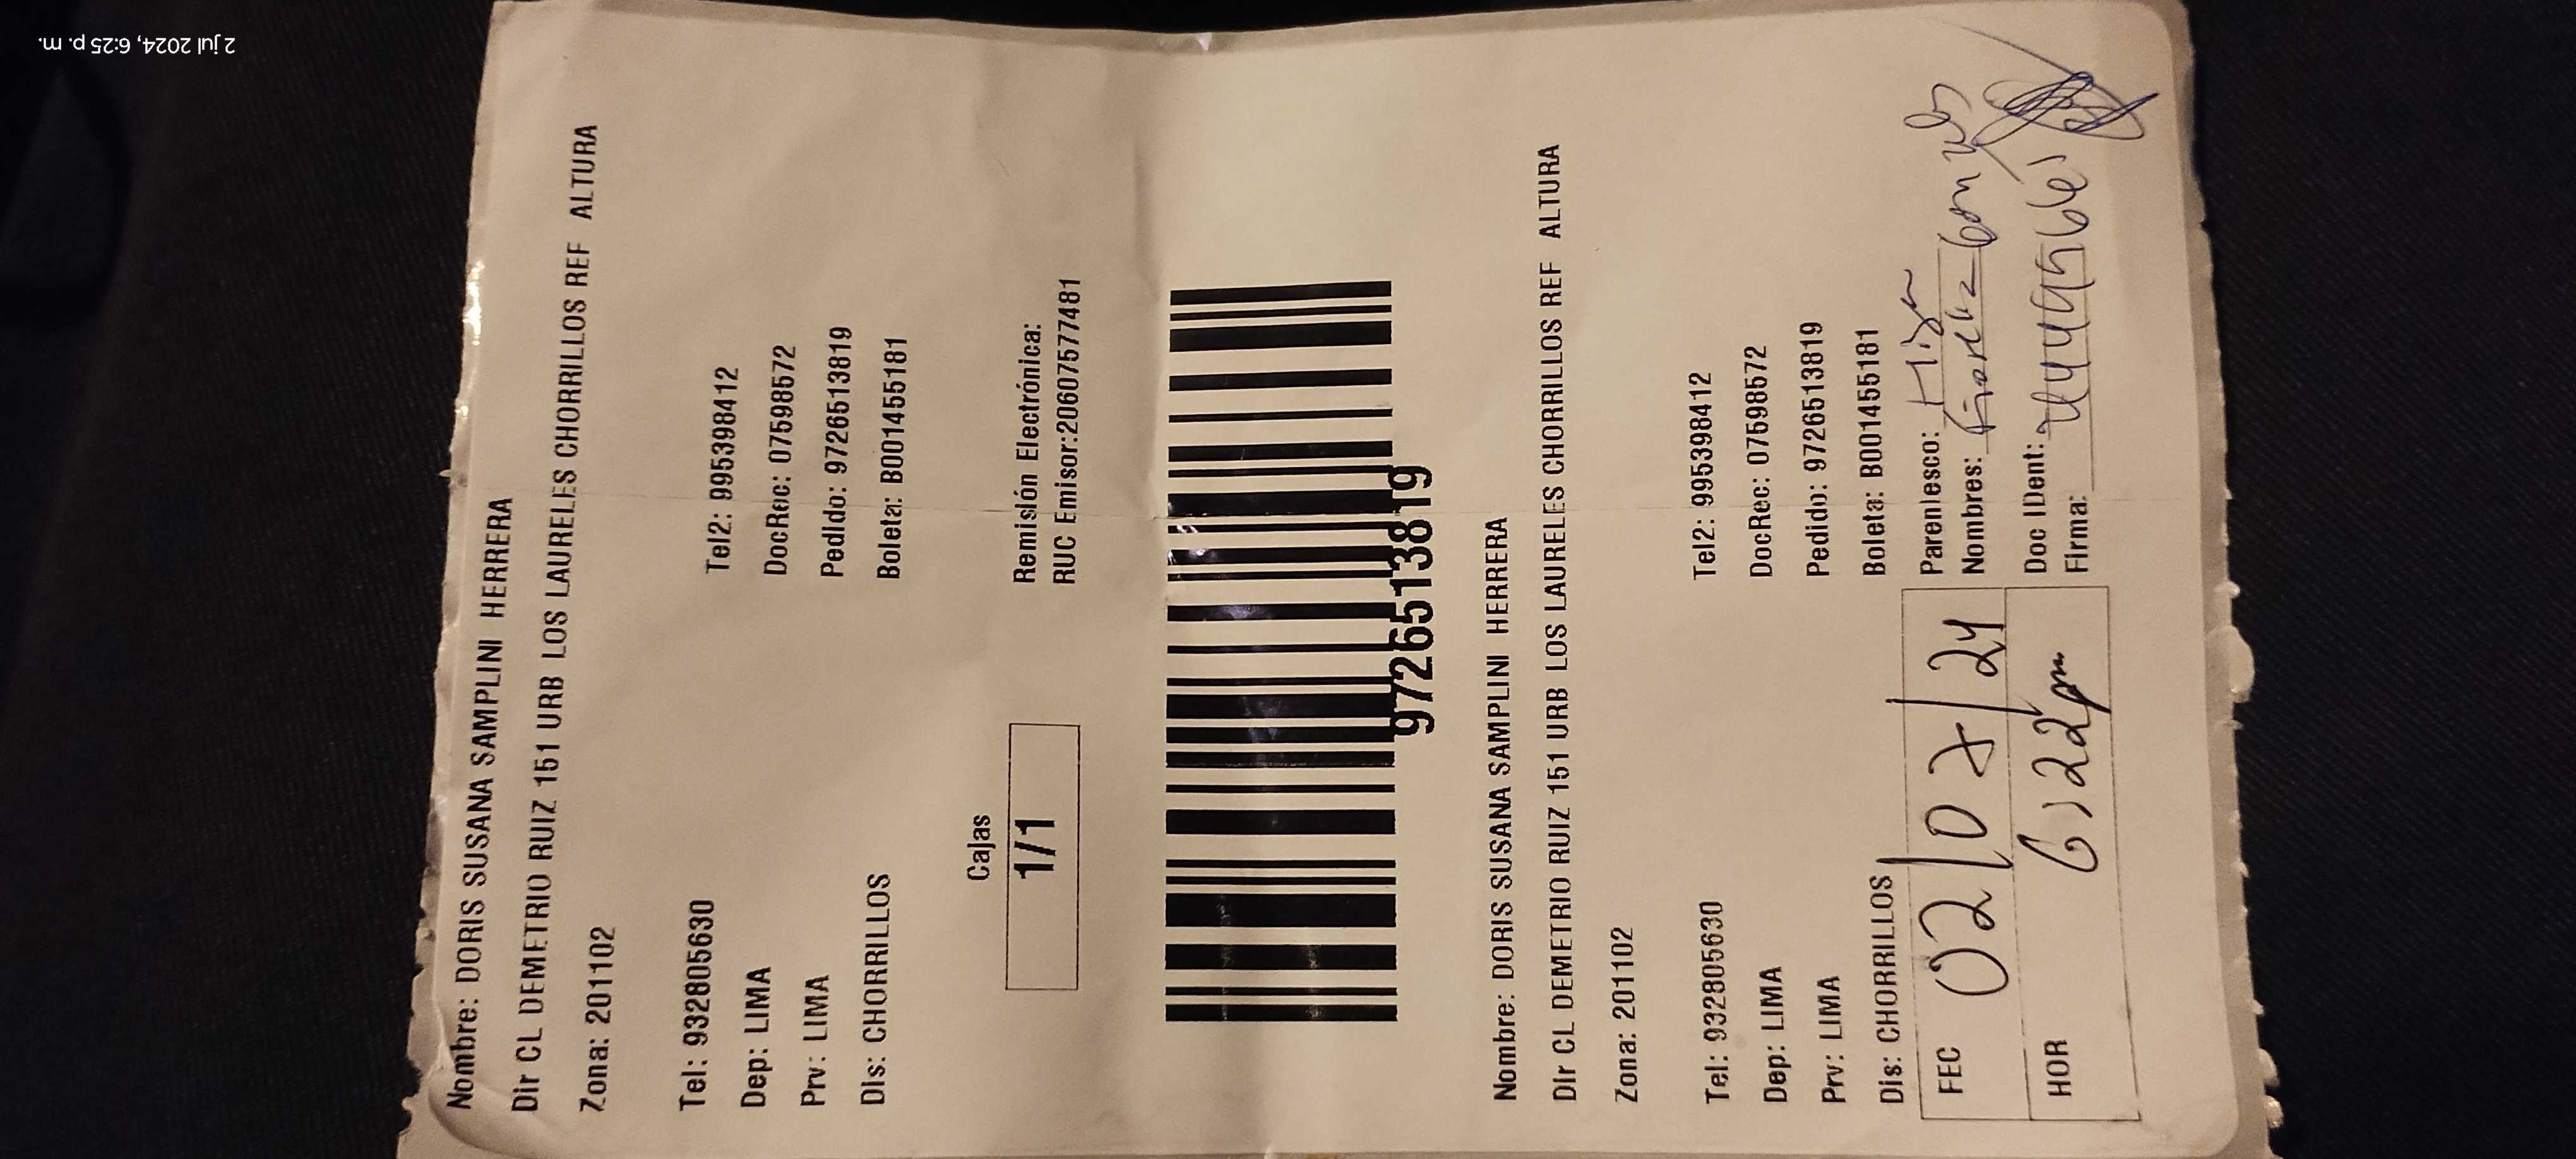 2 jul 2024, 6:25 p. m.
Nombre: DORIS SUSANA SAMPLINI HERRERA
Dir CL DEMETRIO RUIZ 151 URB LOS LAURELES CHORRILLOS REF ALTURA
Zona: 201102
Tel: 932805630 Tel2: 995398412
Dep: LIMA DocRec: 07598572
Prv: LIMA Pedido: 9726513819
Dis: CHORRILLOS Boleta: B001455181
Cajas
1/1
Remisión Electrónica:
RUC Emisor:20607577481
9726513819
Nombre: DORIS SUSANA SAMPLINI HERRERA
Dir CL DEMETRIO RUIZ 151 URB LOS LAURELES CHORRILLOS REF ALTURA
Zona: 201102
Tel: 932805630 Tel2: 995398412
Dep: LIMA DocRec: 07598572
Prv: LIMA Pedido: 9726513819
Dis: CHORRILLOS Boleta: B001455181
FEC 02/07/24 Parentesco: Hija
Nombres:
HOR 6:22pm Doc IDent:
Firma: